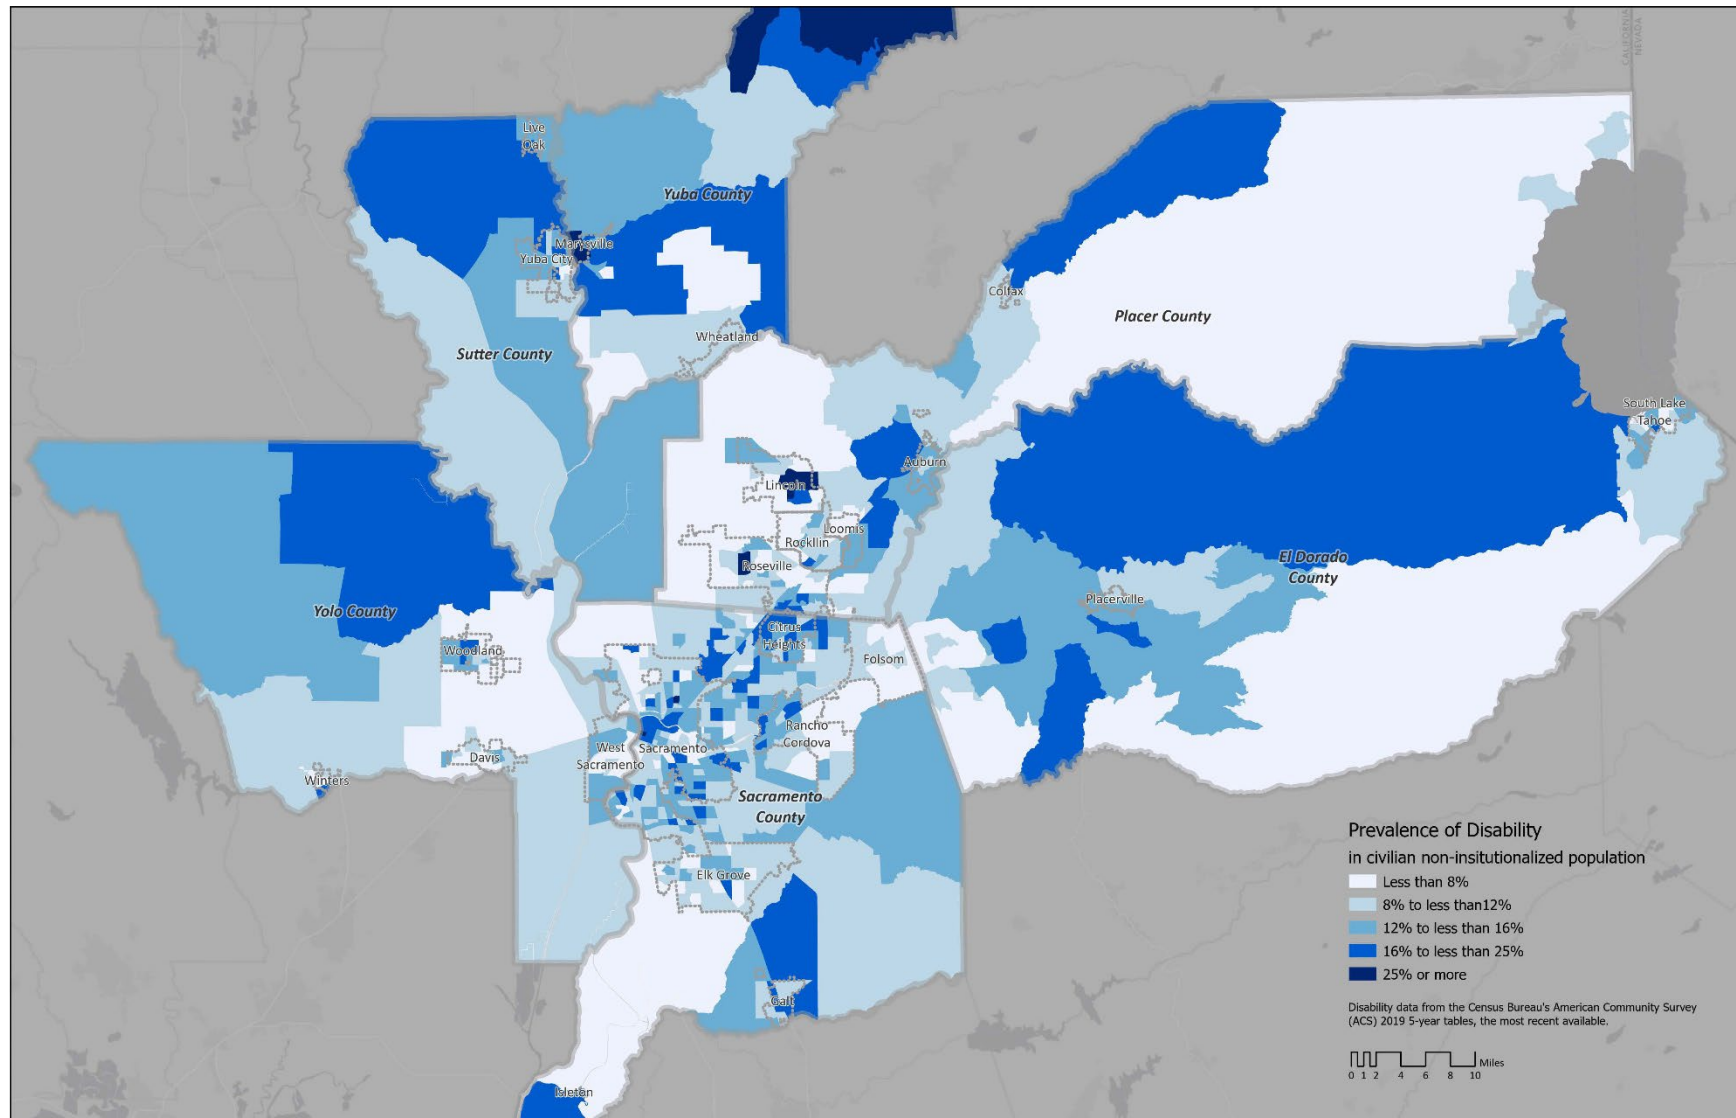 CALIFORNIA
NEVADA
Live
Oak
Yuba County
Marysville
Yuba City
Colfax
Placer County
Wheatland
Sutter County
South Lake
Tahoe
Auburn
Lincoln
Loomis
Rockllin
Roseville
El Dorado
County
Placerville
Yolo County
Citrus
Heights
Woodland
Folsom
Rancho
Cordova
West
Sacramento
Sacramento
Davis
Winters
Sacramento
County
Elk Grove
Galt
Isleton
Prevalence of Disability
in civilian non-insitutionalized population
Less than 8%
8% to less than12%
12% to less than 16%
16% to less than 25%
25% or more
Disability data from the Census Bureau's American Community Survey
(ACS) 2019 5-year tables, the most recent available.
Miles
0 1 2 4 6 8 10